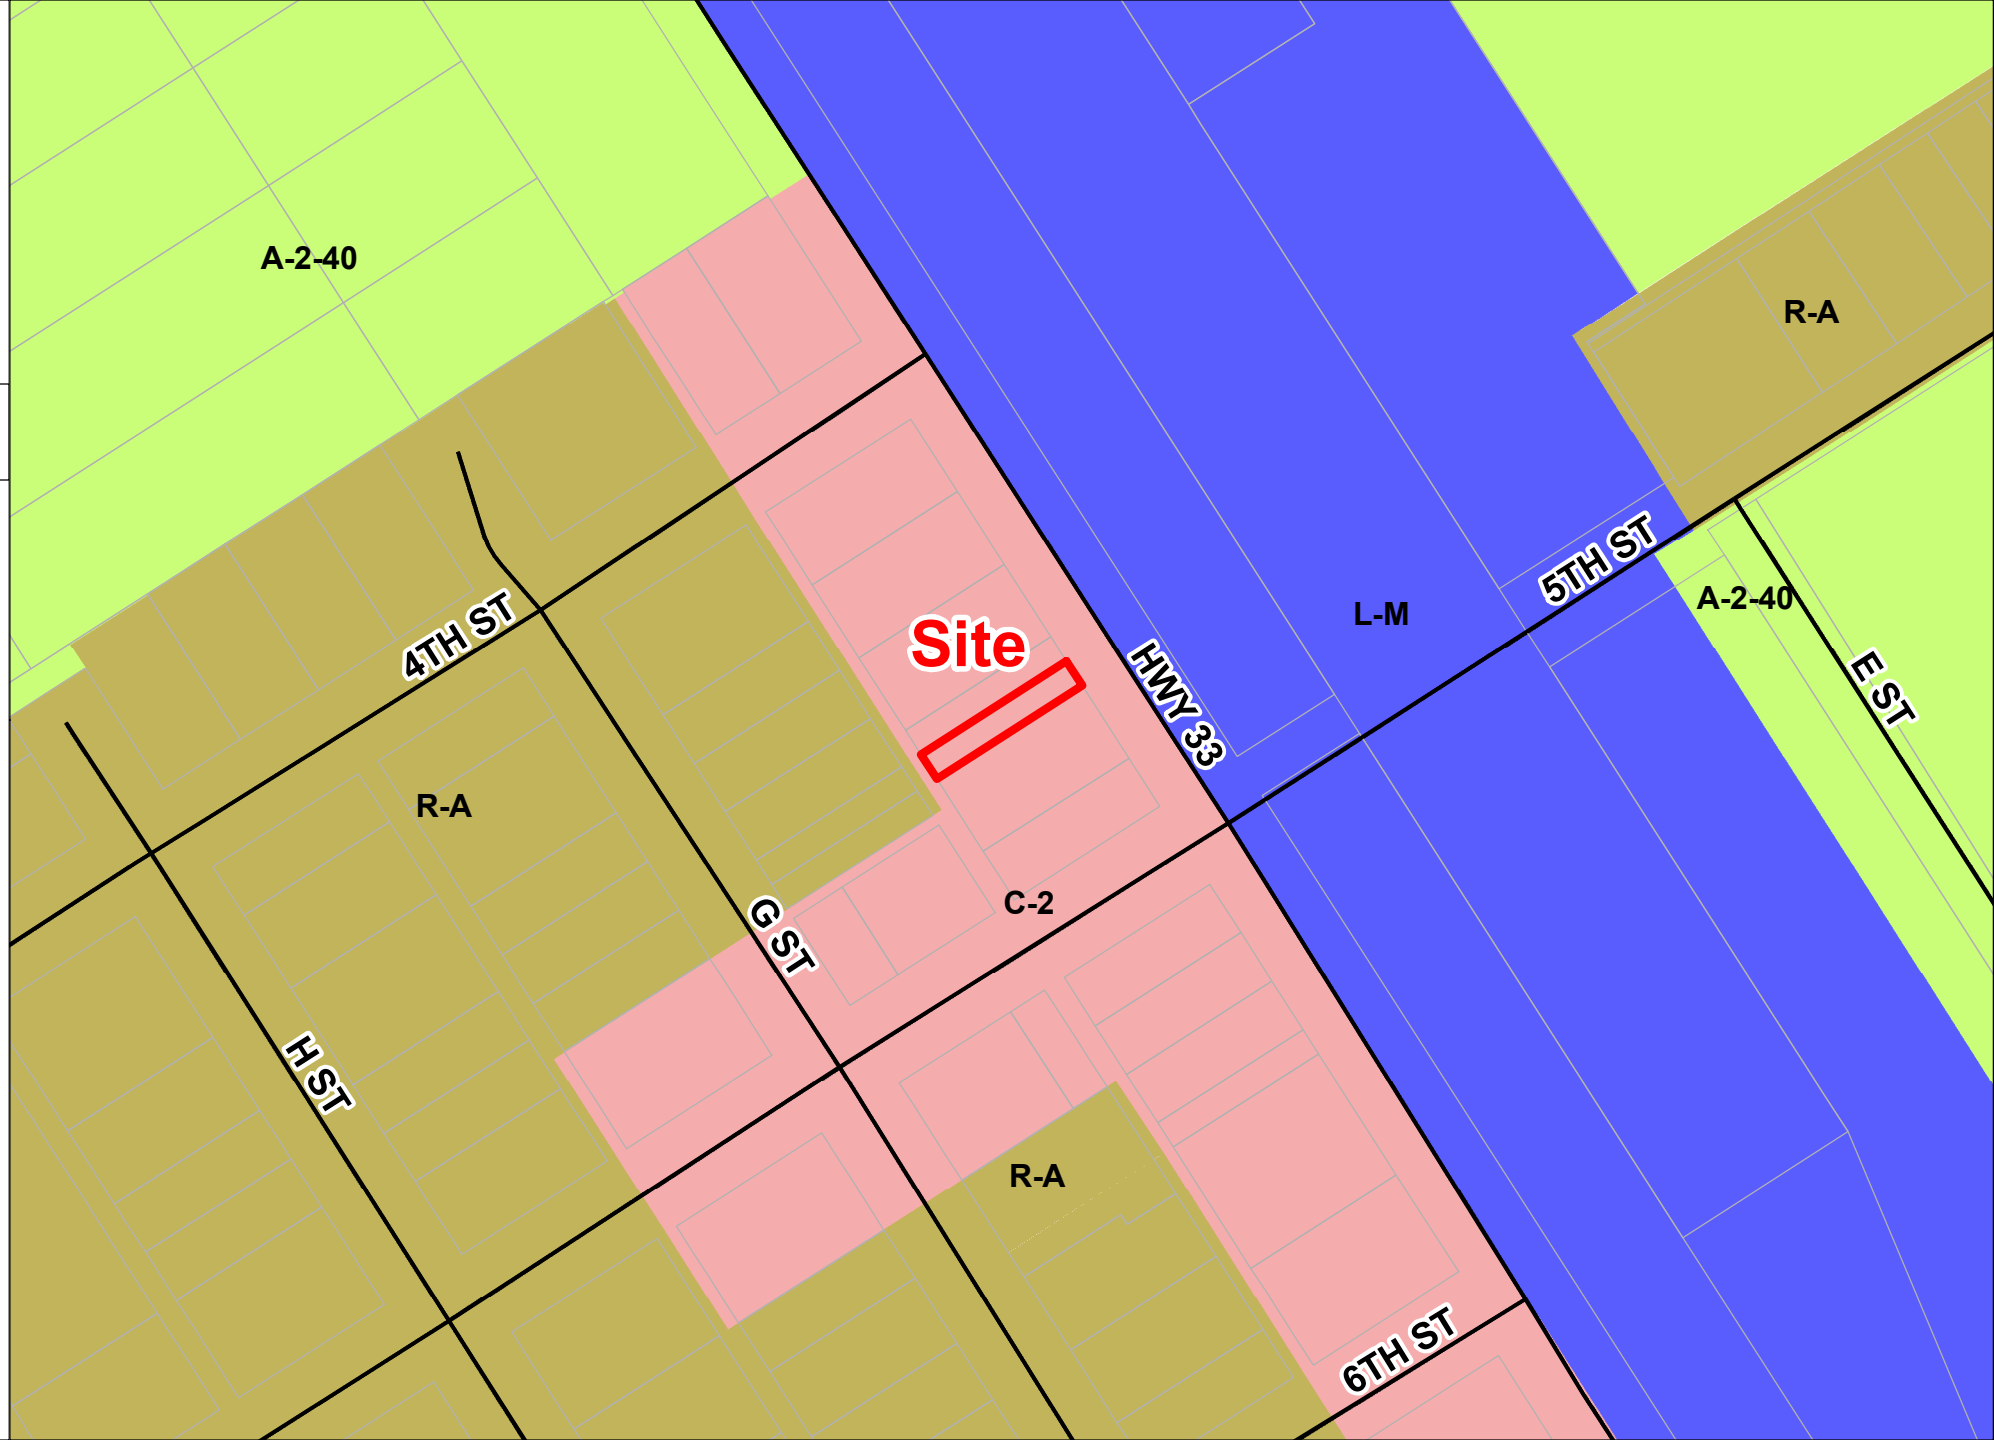 A-2-40
R-A
5TH ST
A-2-40
L-M
4TH ST
Site
HWY 33
E ST
R-A
G ST
C-2
H ST
R-A
6TH ST